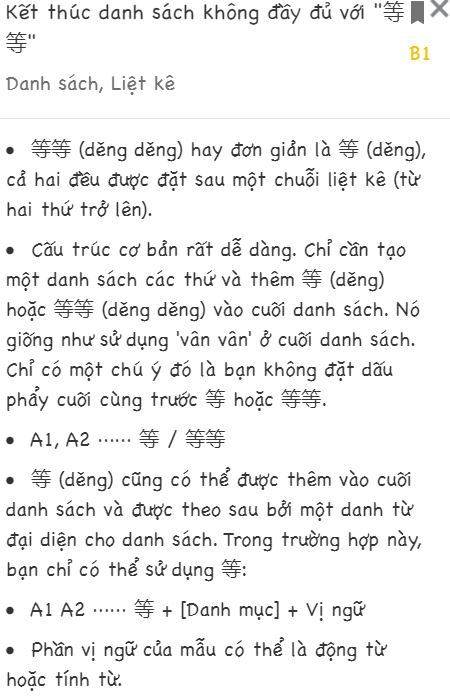 Kết thúc danh sách không đầy đủ với "等
等"
B1
Danh sách, Liệt kê
• 等等 (děng děng) hay đơn giản là 等 (děng),
cả hai đều được đặt sau một chuỗi liệt kê (từ
hai thứ trở lên).
• Cấu trúc cơ bản rất dễ dàng. Chỉ cần tạo
một danh sách các thứ và thêm 等 (děng)
hoặc 等等 (děng děng) vào cuối danh sách. Nó
giống như sử dụng 'vân vân' ở cuối danh sách.
Chỉ có một chú ý đó là bạn không đặt dấu
phẩy cuối cùng trước 等 hoặc 等等.
• A1, A2 ⋯⋯ 等 / 等等
• 等 (děng) cũng có thể được thêm vào cuối
danh sách và được theo sau bởi một danh từ
đại diện cho danh sách. Trong trường hợp này,
bạn chỉ có thể sử dụng 等:
• A1 A2 ⋯⋯ 等 + [Danh mục] + Vị ngữ
• Phần vị ngữ của mẫu có thể là động từ
hoặc tính từ.